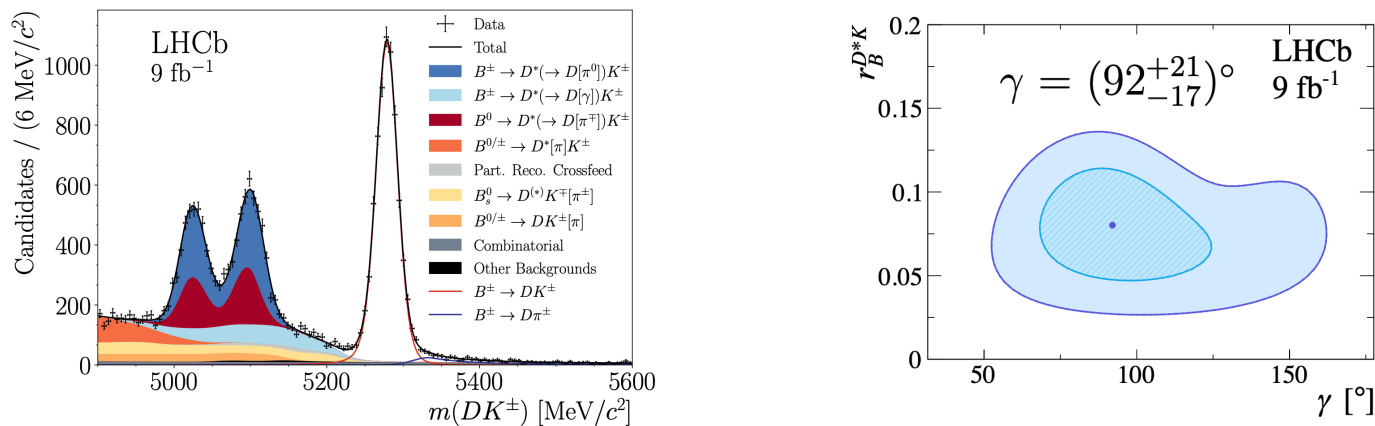 Candidates / (6 MeV/c²)
1000
800
600
400
200
0
LHCb
9 fb⁻¹
Data
Total
B± → D*(→ D[π⁰])K±
B± → D*(→ D[γ])K±
B⁰ → D*(→ D[π∓])K±
B⁰/± → D*[π]K±
Part. Reco. Crossfeed
B_s⁰ → D⁽*⁾K∓[π±]
B⁰/± → DK±[π]
Combinatorial
Other Backgrounds
B± → DK±
B± → Dπ±
5000
5200
5400
5600
m(DK±) [MeV/c²]
r_B^{D*K}
0.2
0.15
0.1
0.05
0
γ = (92⁺²¹₋₁₇)°
LHCb
9 fb⁻¹
50
100
150
γ [°]